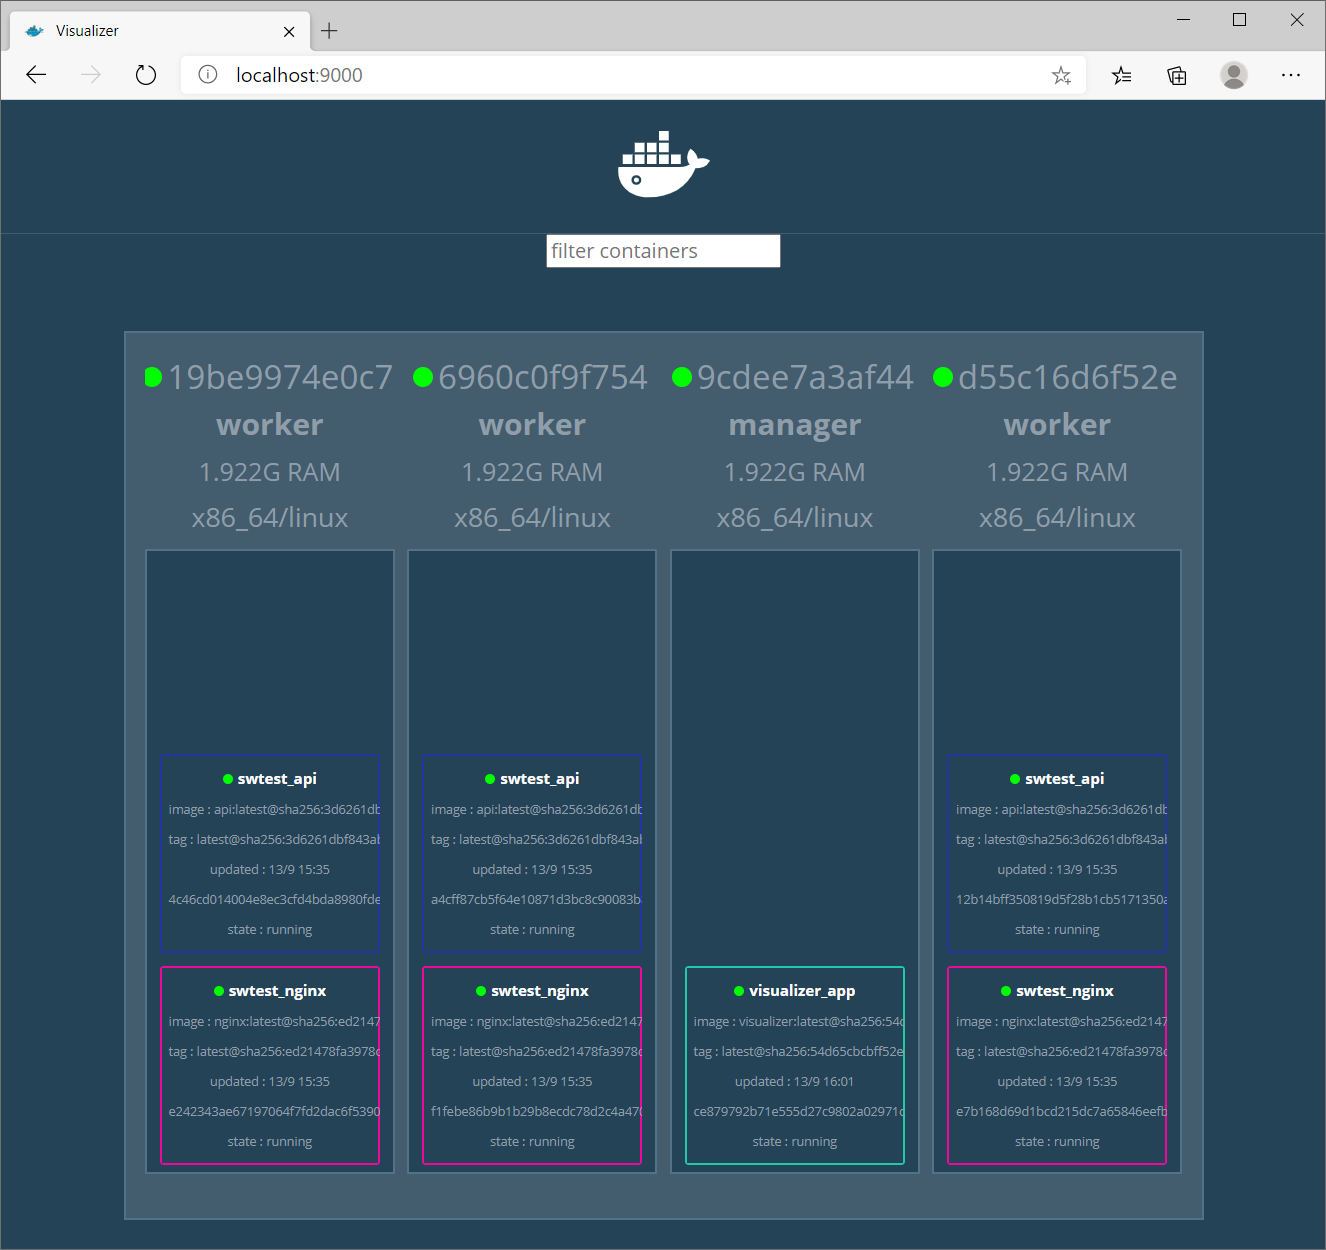 Visualizer
localhost:9000
filter containers
19be9974e0c7
worker
1.922G RAM
x86_64/linux
swtest_api
image : api:latest@sha256:3d6261db
tag : latest@sha256:3d6261dbf843ab
updated : 13/9 15:35
4c46cd014004e8ec3cfd4bda8980fde
state : running
swtest_nginx
image : nginx:latest@sha256:ed2147
tag : latest@sha256:ed21478fa3978c
updated : 13/9 15:35
e242343ae67197064f7fd2dac6f5390
state : running
6960c0f9f754
worker
1.922G RAM
x86_64/linux
swtest_api
image : api:latest@sha256:3d6261db
tag : latest@sha256:3d6261dbf843ab
updated : 13/9 15:35
a4cff87cb5f64e10871d3bc8c90083b
state : running
swtest_nginx
image : nginx:latest@sha256:ed2147
tag : latest@sha256:ed21478fa3978c
updated : 13/9 15:35
f1febe86b9b1b29b8ecdc78d2c4a470
state : running
9cdee7a3af44
manager
1.922G RAM
x86_64/linux
visualizer_app
image : visualizer:latest@sha256:54d
tag : latest@sha256:54d65cbcbff52e
updated : 13/9 16:01
ce879792b71e555d27c9802a02971c
state : running
d55c16d6f52e
worker
1.922G RAM
x86_64/linux
swtest_api
image : api:latest@sha256:3d6261db
tag : latest@sha256:3d6261dbf843ab
updated : 13/9 15:35
12b14bff350819d5f28b1cb5171350a
state : running
swtest_nginx
image : nginx:latest@sha256:ed2147
tag : latest@sha256:ed21478fa3978c
updated : 13/9 15:35
e7b168d69d1bcd215dc7a65846eefb
state : running